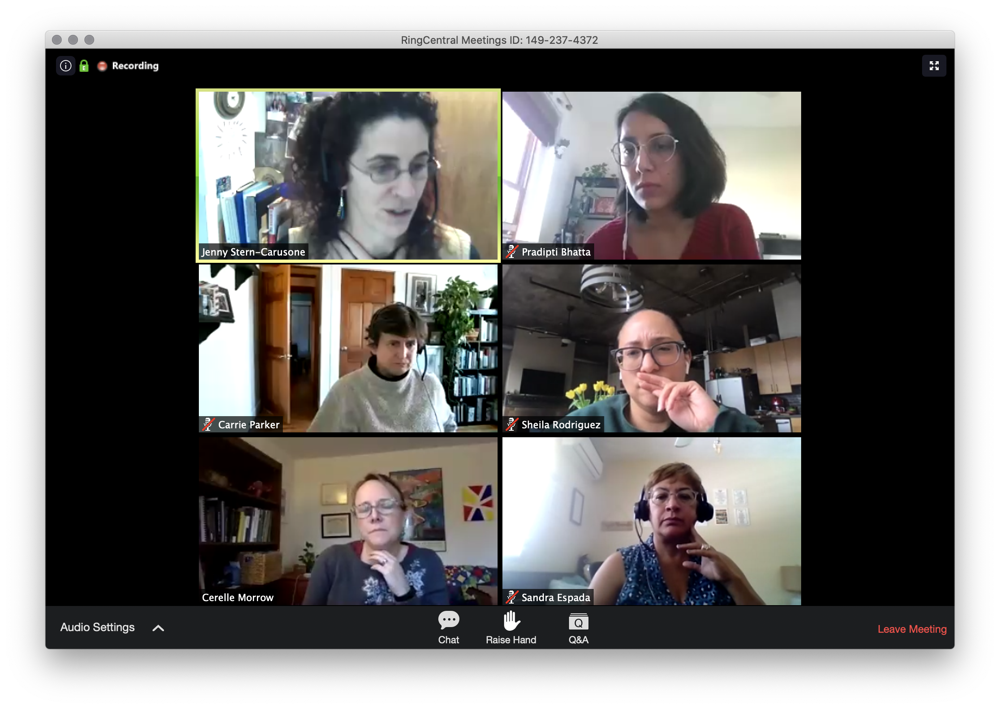 RingCentral Meetings ID: 149-237-4372
Recording
Jenny Stern-Carusone
Pradipti Bhatta
Carrie Parker
Sheila Rodriguez
Cerelle Morrow
Sandra Espada
Audio Settings
Chat
Raise Hand
Q
Q&A
Leave Meeting